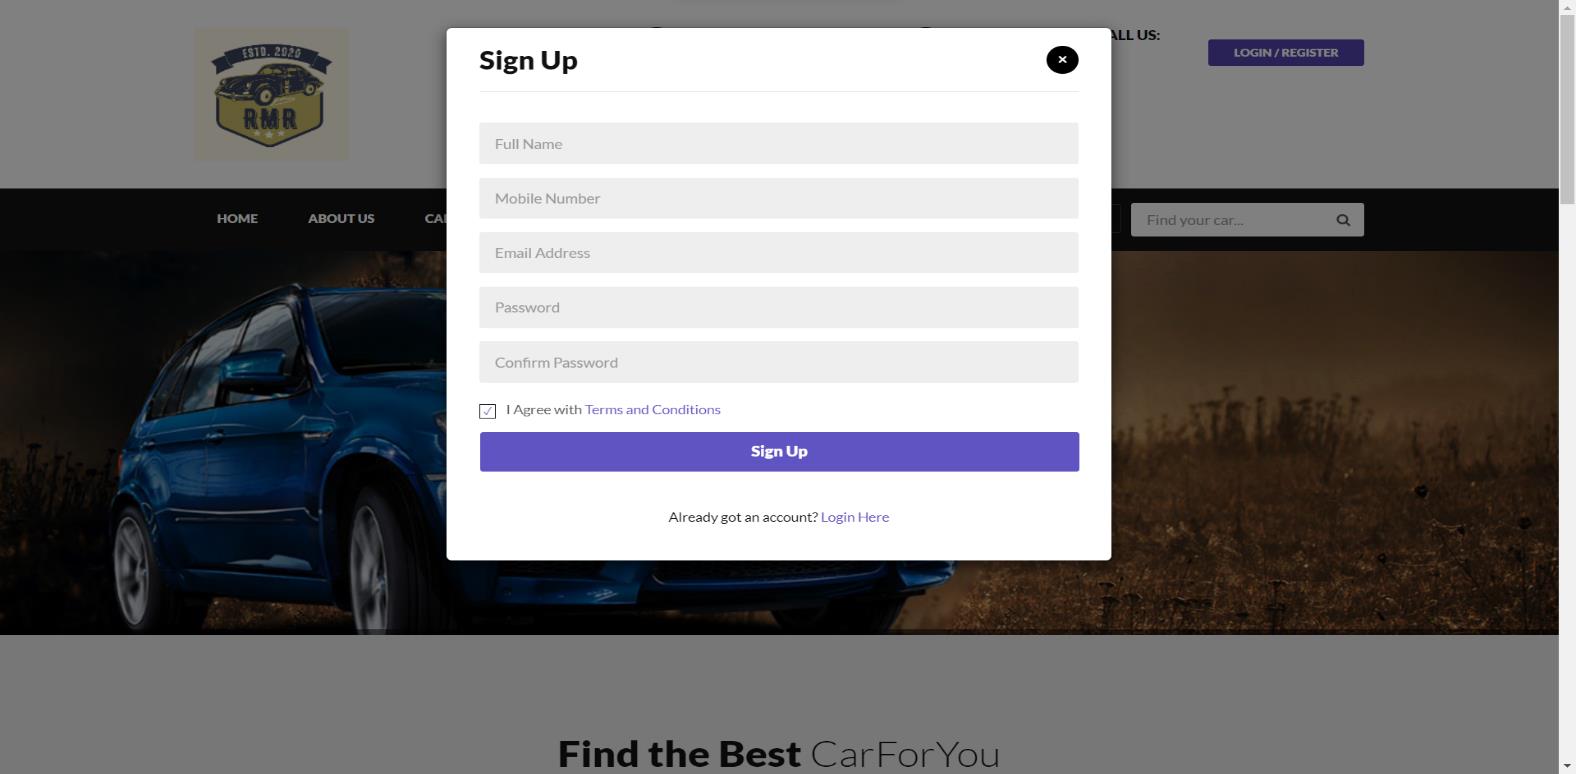 Sign Up
×
ESTD. 2020
RMR
ALL US:
LOGIN / REGISTER
Full Name
Mobile Number
HOME
ABOUT US
CA
Find your car...
Email Address
Password
Confirm Password
I Agree with Terms and Conditions
Sign Up
Already got an account? Login Here
Find the Best CarForYou